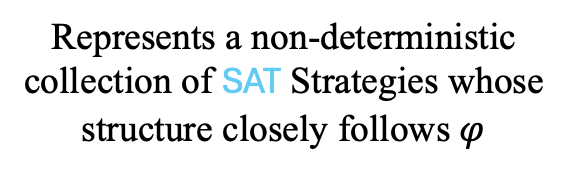 Represents a non-deterministic
collection of SAT Strategies whose
structure closely follows φ